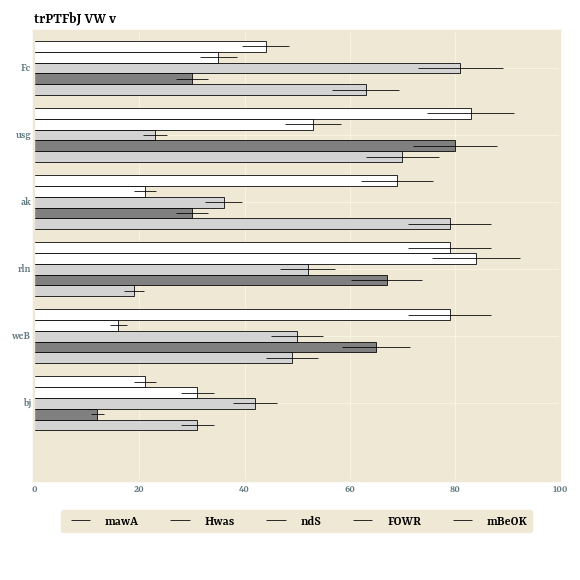 trPTFbJ VW v
Fc
usg
ak
rln
weB
bj
0 20 40 60 80 100
mawA Hwas ndS FOWR mBeOK